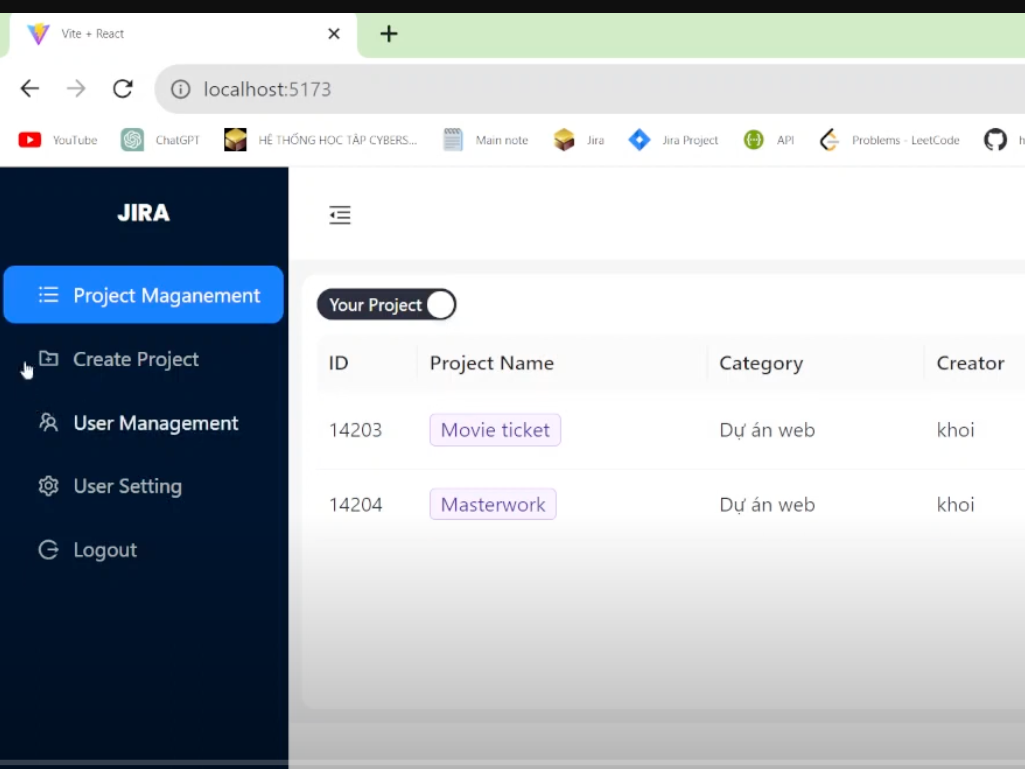 Vite + React
localhost:5173
YouTube ChatGPT HỆ THỐNG HỌC TẬP CYBERS... Main note Jira Jira Project API Problems - LeetCode
JIRA
Project Maganement
Create Project
User Management
User Setting
Logout
Your Project
ID Project Name Category Creator
14203 Movie ticket Dự án web khoi
14204 Masterwork Dự án web khoi